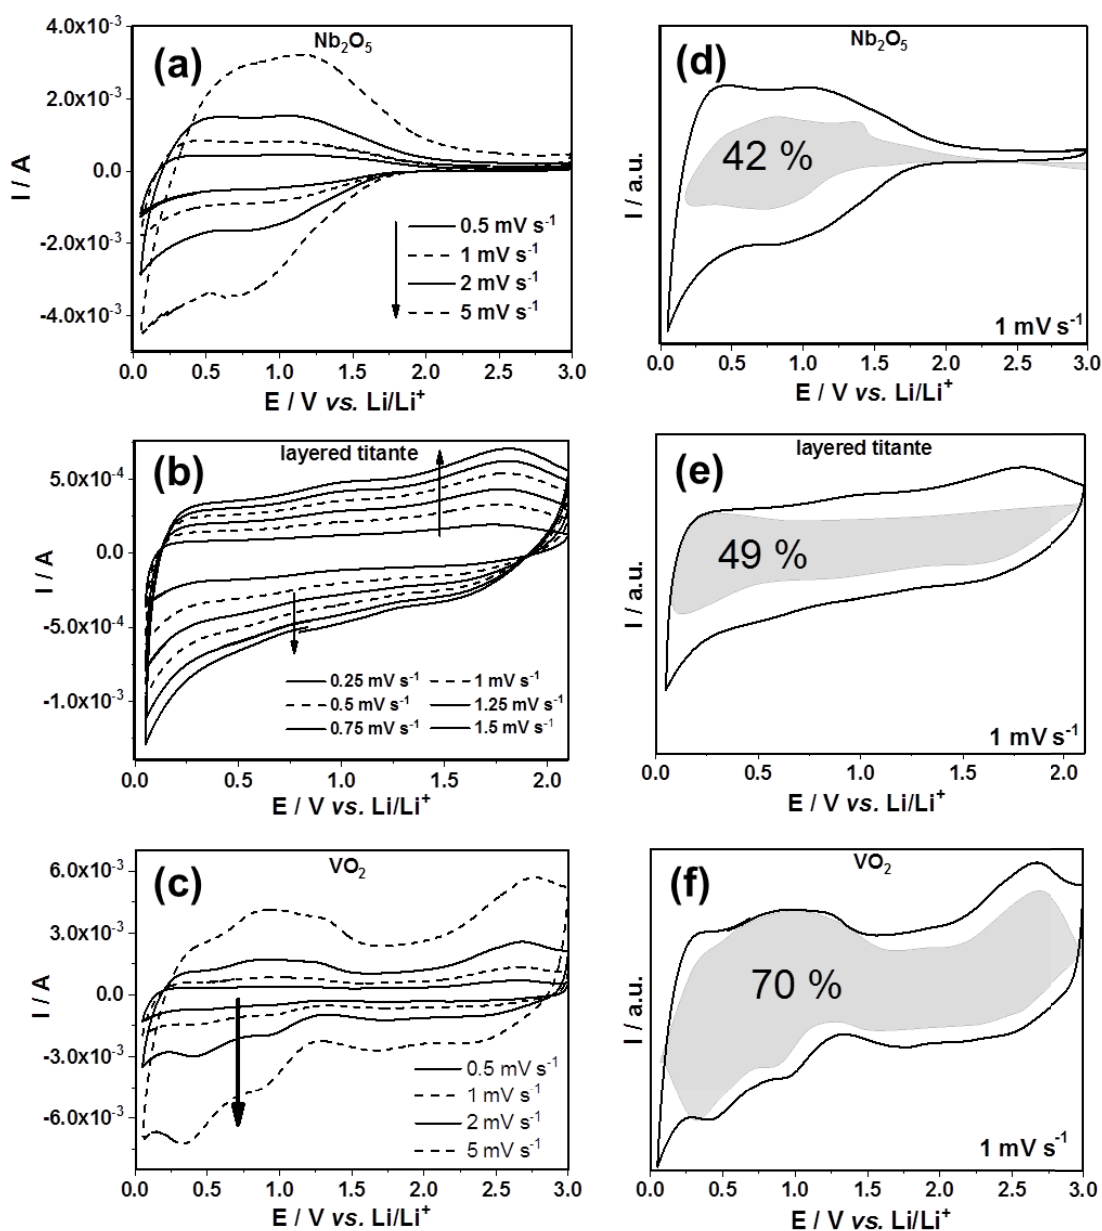 (a)
Nb₂O₅
4.0x10⁻³
2.0x10⁻³
0.0
-2.0x10⁻³
-4.0x10⁻³
I / A
0.5 mV s⁻¹
1 mV s⁻¹
2 mV s⁻¹
5 mV s⁻¹
0.0 0.5 1.0 1.5 2.0 2.5 3.0
E / V vs. Li/Li⁺
(d)
Nb₂O₅
42 %
I / a.u.
1 mV s⁻¹
0.0 0.5 1.0 1.5 2.0 2.5 3.0
E / V vs. Li/Li⁺
(b)
layered titante
5.0x10⁻⁴
0.0
-5.0x10⁻⁴
-1.0x10⁻³
I / A
0.25 mV s⁻¹ 1 mV s⁻¹
0.5 mV s⁻¹ 1.25 mV s⁻¹
0.75 mV s⁻¹ 1.5 mV s⁻¹
0.0 0.5 1.0 1.5 2.0
E / V vs. Li/Li⁺
(e)
layered titante
49 %
I / a.u.
1 mV s⁻¹
0.0 0.5 1.0 1.5 2.0
E / V vs. Li/Li⁺
(c)
VO₂
6.0x10⁻³
3.0x10⁻³
0.0
-3.0x10⁻³
-6.0x10⁻³
I / A
0.5 mV s⁻¹
1 mV s⁻¹
2 mV s⁻¹
5 mV s⁻¹
0.0 0.5 1.0 1.5 2.0 2.5 3.0
E / V vs. Li/Li⁺
(f)
VO₂
70 %
I / a.u.
1 mV s⁻¹
0.0 0.5 1.0 1.5 2.0 2.5 3.0
E / V vs. Li/Li⁺